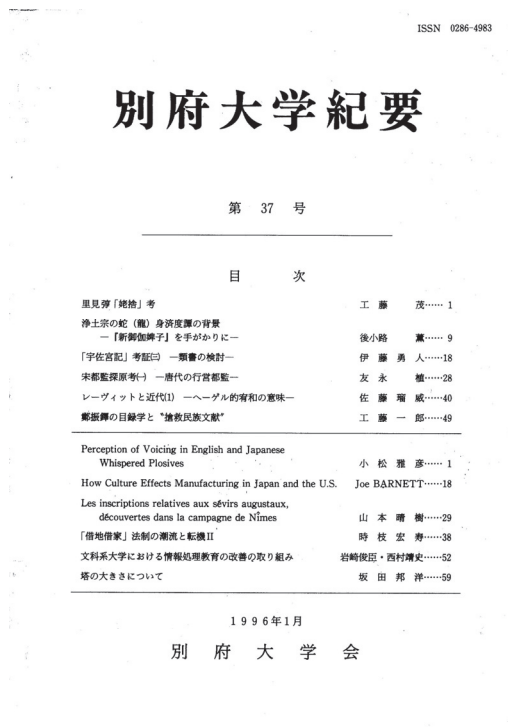 ISSN 0286-4983
別府大学紀要
第 37 号
目 次
里見弴「姥捨」考 工藤 茂…… 1
浄土宗の蛇（龍）身済度譚の背景
―『新御伽婢子』を手がかりに― 後小路 薫…… 9
「宇佐宮記」考証㈢ ―類書の検討― 伊藤勇人……18
宋都監探原考㈠ ―唐代の行営都監― 友永 植……28
レーヴィットと近代⑴ ―ヘーゲル的宥和の意味― 佐藤瑠威……40
鄭振鐸の目録学と〝搶救民族文献〟 工藤一郎……49
Perception of Voicing in English and Japanese
Whispered Plosives 小松雅彦…… 1
How Culture Effects Manufacturing in Japan and the U.S. Joe BARNETT……18
Les inscriptions relatives aux sévirs augustaux,
découvertes dans la campagne de Nîmes 山本晴樹……29
「借地借家」法制の潮流と転機Ⅱ 時枝宏寿……38
文科系大学における情報処理教育の改善の取り組み 岩崎俊臣・西村靖史……52
塔の大きさについて 坂田邦洋……59
1996年1月
別府大学会